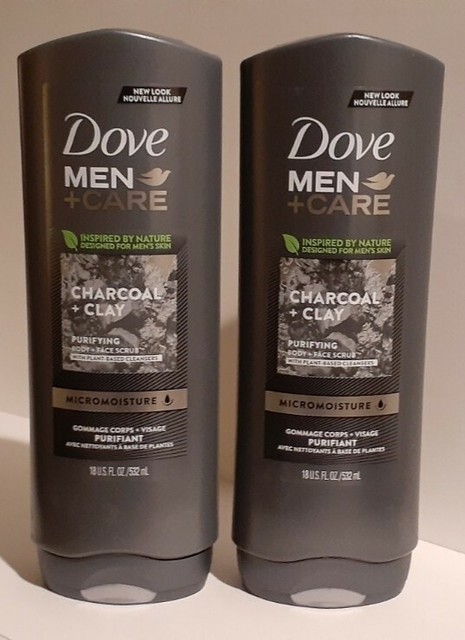 NEW LOOK
NOUVELLE ALLURE
Dove
MEN
+CARE
INSPIRED BY NATURE
DESIGNED FOR MEN'S SKIN
CHARCOAL
+ CLAY
PURIFYING
BODY + FACE SCRUB
WITH PLANT-BASED CLEANSERS
MICROMOISTURE
GOMMAGE CORPS + VISAGE
PURIFIANT
AVEC NETTOYANTS À BASE DE PLANTES
18 U.S. FL. OZ./532 mL
NEW LOOK
NOUVELLE ALLURE
Dove
MEN
+CARE
INSPIRED BY NATURE
DESIGNED FOR MEN'S SKIN
CHARCOAL
+ CLAY
PURIFYING
BODY + FACE SCRUB
WITH PLANT-BASED CLEANSERS
MICROMOISTURE
GOMMAGE CORPS + VISAGE
PURIFIANT
AVEC NETTOYANTS À BASE DE PLANTES
18 U.S. FL. OZ./532 mL